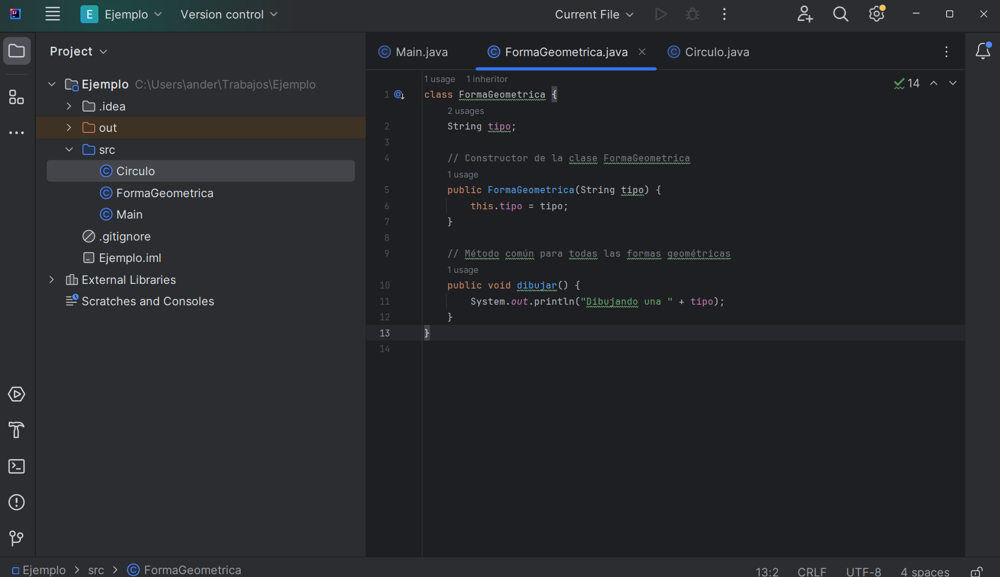 E Ejemplo Version control Current File
Project
Main.java FormaGeometrica.java Circulo.java
Ejemplo C:\Users\ander\Trabajos\Ejemplo
.idea
out
src
Circulo
FormaGeometrica
Main
.gitignore
Ejemplo.iml
External Libraries
Scratches and Consoles
1 usage 1 inheritor
14
1 class FormaGeometrica {
2 usages
2 String tipo;
3
4 // Constructor de la clase FormaGeometrica
1 usage
5 public FormaGeometrica(String tipo) {
6 this.tipo = tipo;
7 }
8
9 // Método común para todas las formas geométricas
1 usage
10 public void dibujar() {
11 System.out.println("Dibujando una " + tipo);
12 }
13 }
14
Ejemplo > src > FormaGeometrica
13:2 CRLF UTF-8 4 spaces